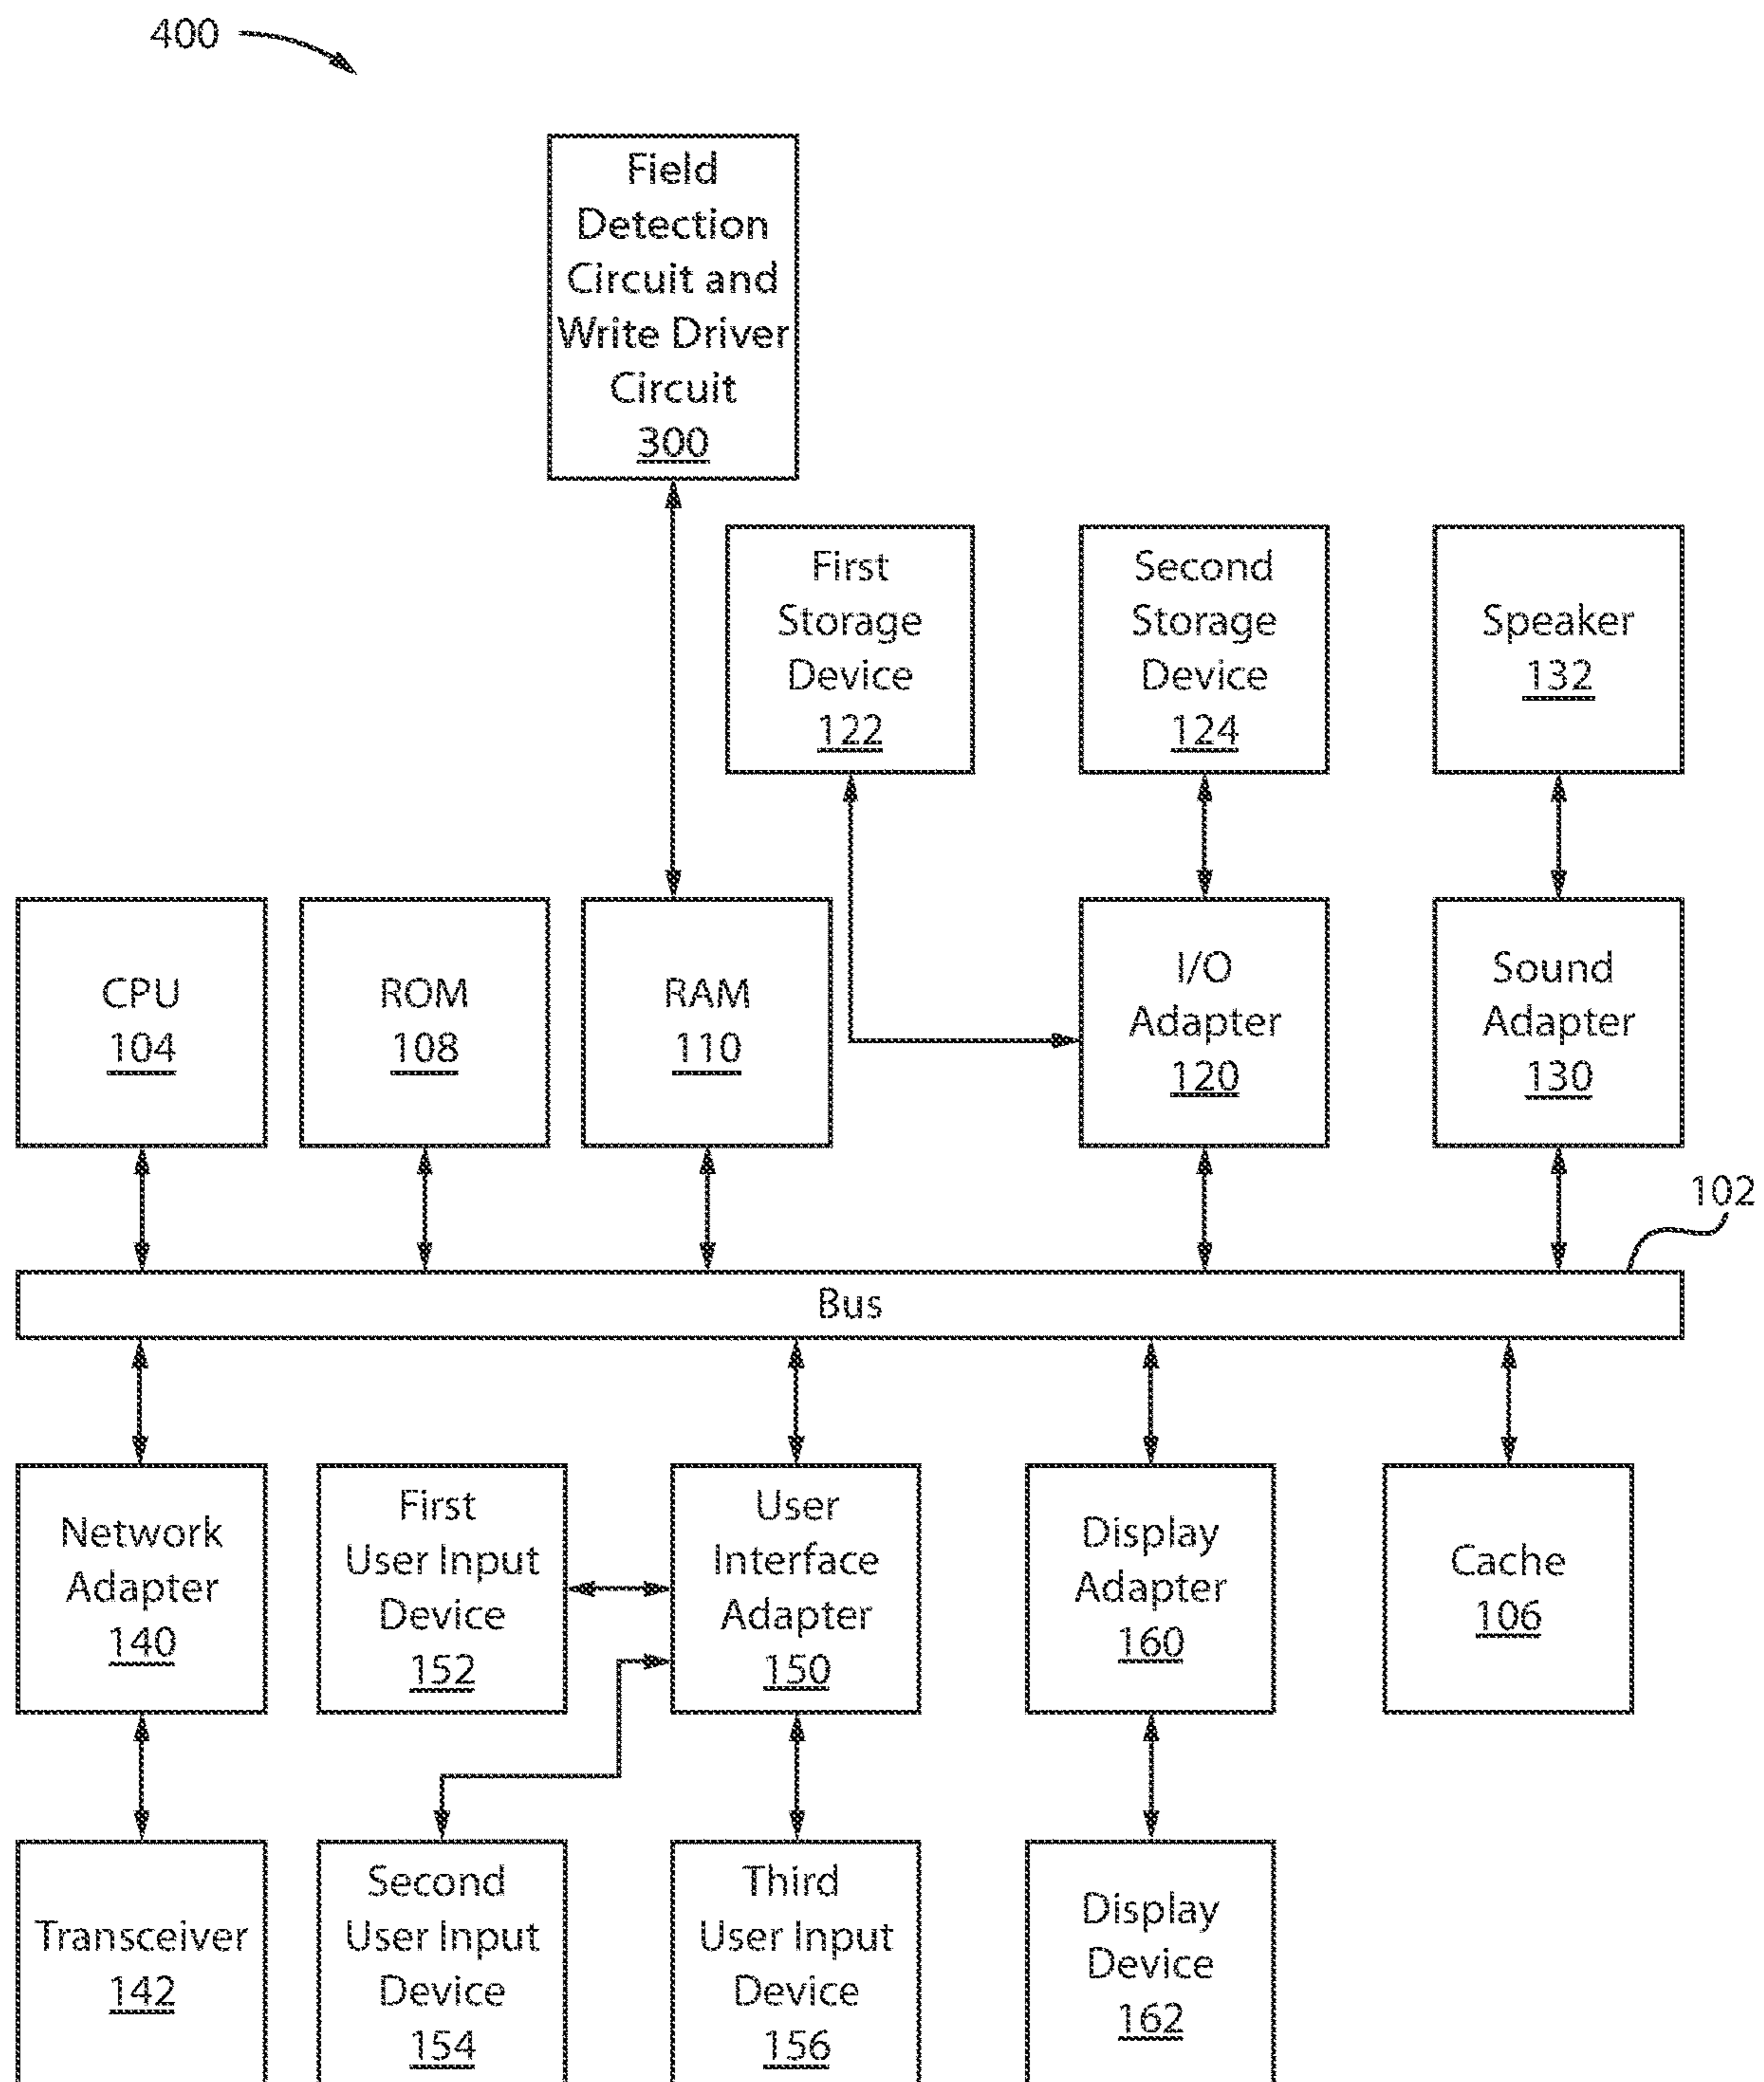 400
Field
Detection
Circuit and
Write Driver
Circuit
300
First
Storage
Device
122
Second
Storage
Device
124
Speaker
132
CPU
104
ROM
108
RAM
110
I/O
Adapter
120
Sound
Adapter
130
102
Bus
Network
Adapter
140
First
User Input
Device
152
User
Interface
Adapter
150
Display
Adapter
160
Cache
106
Transceiver
142
Second
User Input
Device
154
Third
User Input
Device
156
Display
Device
162